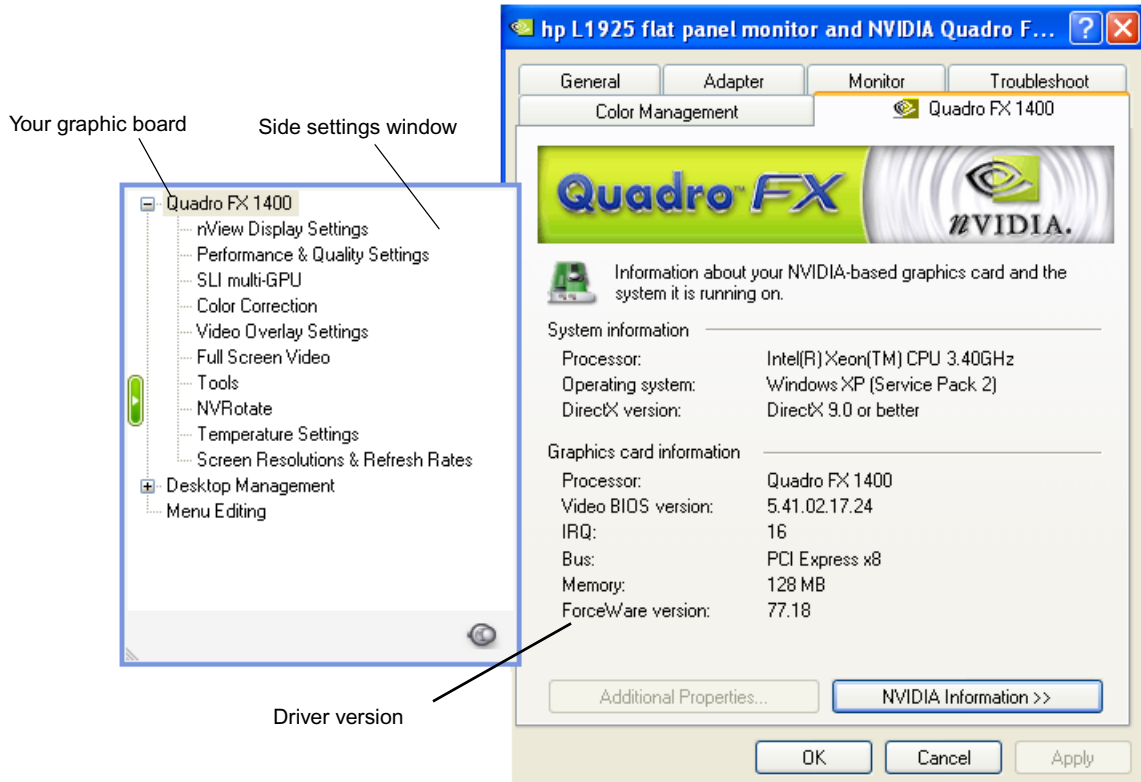 Your graphic board
Side settings window
Quadro FX 1400
nView Display Settings
Performance & Quality Settings
SLI multi-GPU
Color Correction
Video Overlay Settings
Full Screen Video
Tools
NVRotate
Temperature Settings
Screen Resolutions & Refresh Rates
Desktop Management
Menu Editing
Driver version
hp L1925 flat panel monitor and NVIDIA Quadro F...
General Adapter Monitor Troubleshoot
Color Management Quadro FX 1400
Quadro™ FX
nVIDIA.
Information about your NVIDIA-based graphics card and the
system it is running on.
System information
Processor: Intel(R) Xeon(TM) CPU 3.40GHz
Operating system: Windows XP (Service Pack 2)
DirectX version: DirectX 9.0 or better
Graphics card information
Processor: Quadro FX 1400
Video BIOS version: 5.41.02.17.24
IRQ: 16
Bus: PCI Express x8
Memory: 128 MB
ForceWare version: 77.18
Additional Properties... NVIDIA Information >>
OK Cancel Apply